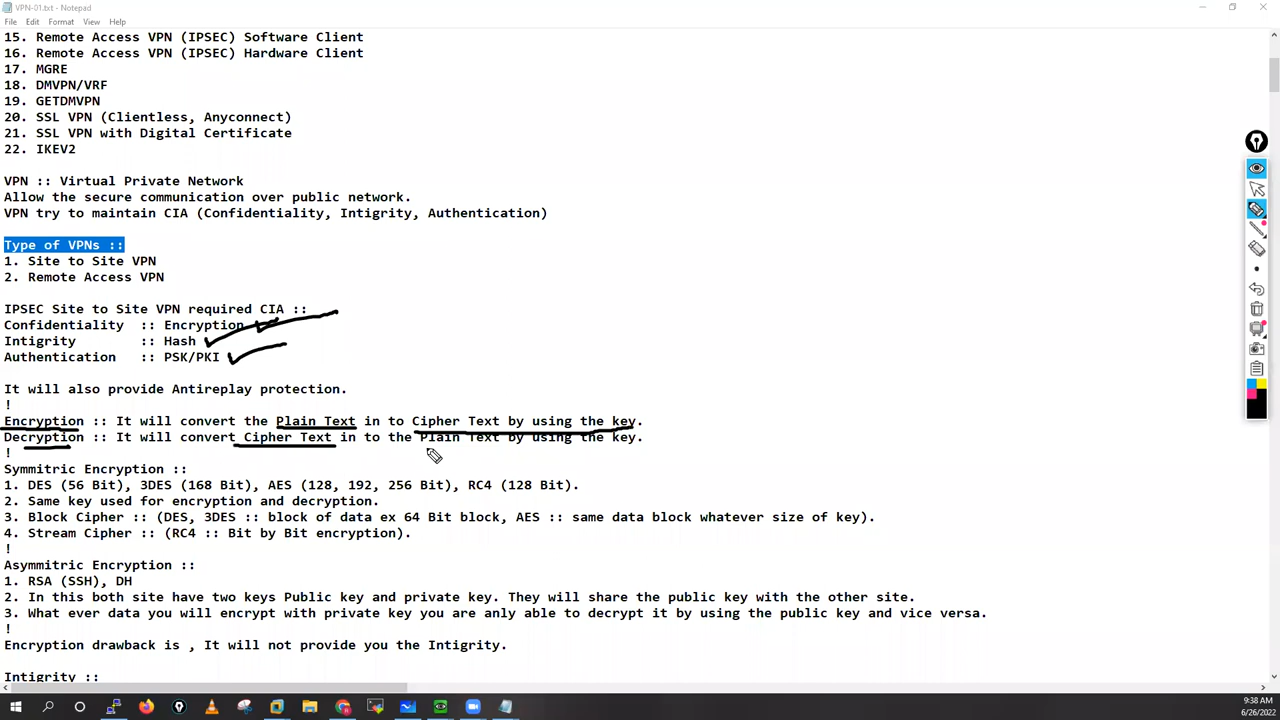 VPN-01.txt - Notepad
File Edit Format View Help
15. Remote Access VPN (IPSEC) Software Client
16. Remote Access VPN (IPSEC) Hardware Client
17. MGRE
18. DMVPN/VRF
19. GETDMVPN
20. SSL VPN (Clientless, Anyconnect)
21. SSL VPN with Digital Certificate
22. IKEV2
VPN :: Virtual Private Network
Allow the secure communication over public network.
VPN try to maintain CIA (Confidentiality, Intigrity, Authentication)
Type of VPNs ::
1. Site to Site VPN
2. Remote Access VPN
IPSEC Site to Site VPN required CIA ::
Confidentiality :: Encryption
Intigrity :: Hash
Authentication :: PSK/PKI
It will also provide Antireplay protection.
!
Encryption :: It will convert the Plain Text in to Cipher Text by using the key.
Decryption :: It will convert Cipher Text in to the Plain Text by using the key.
!
Symmitric Encryption ::
1. DES (56 Bit), 3DES (168 Bit), AES (128, 192, 256 Bit), RC4 (128 Bit).
2. Same key used for encryption and decryption.
3. Block Cipher :: (DES, 3DES :: block of data ex 64 Bit block, AES :: same data block whatever size of key).
4. Stream Cipher :: (RC4 :: Bit by Bit encryption).
!
Asymmitric Encryption ::
1. RSA (SSH), DH
2. In this both site have two keys Public key and private key. They will share the public key with the other site.
3. What ever data you will encrypt with private key you are anly able to decrypt it by using the public key and vice versa.
!
Encryption drawback is , It will not provide you the Intigrity.
Intigrity ::
9:38 AM
6/26/2022